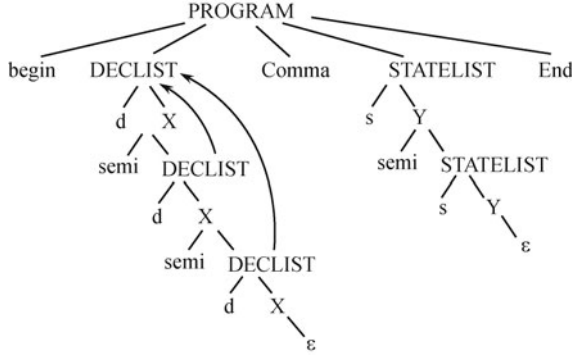 PROGRAM
begin DECLIST Comma STATELIST End
d X s Y
semi DECLIST semi STATELIST
d X s Y
semi DECLIST ε
d X
ε